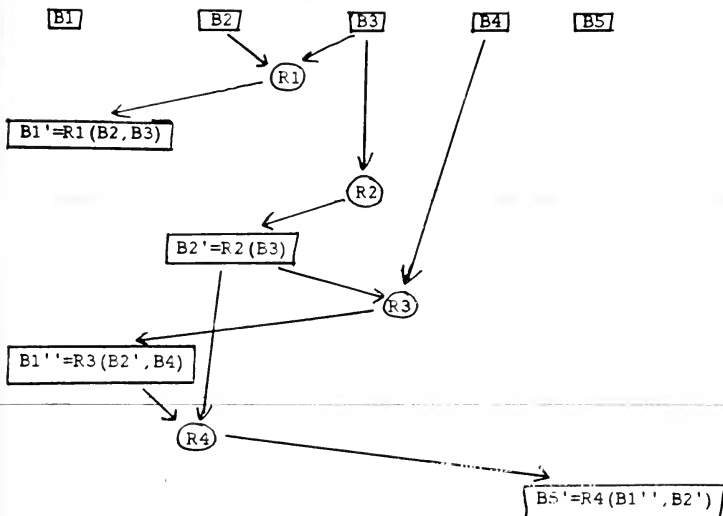 B1 B2 B3 B4 B5
R1
B1'=R1(B2,B3)
R2
B2'=R2(B3)
R3
B1''=R3(B2',B4)
R4
B5'=R4(B1'',B2')